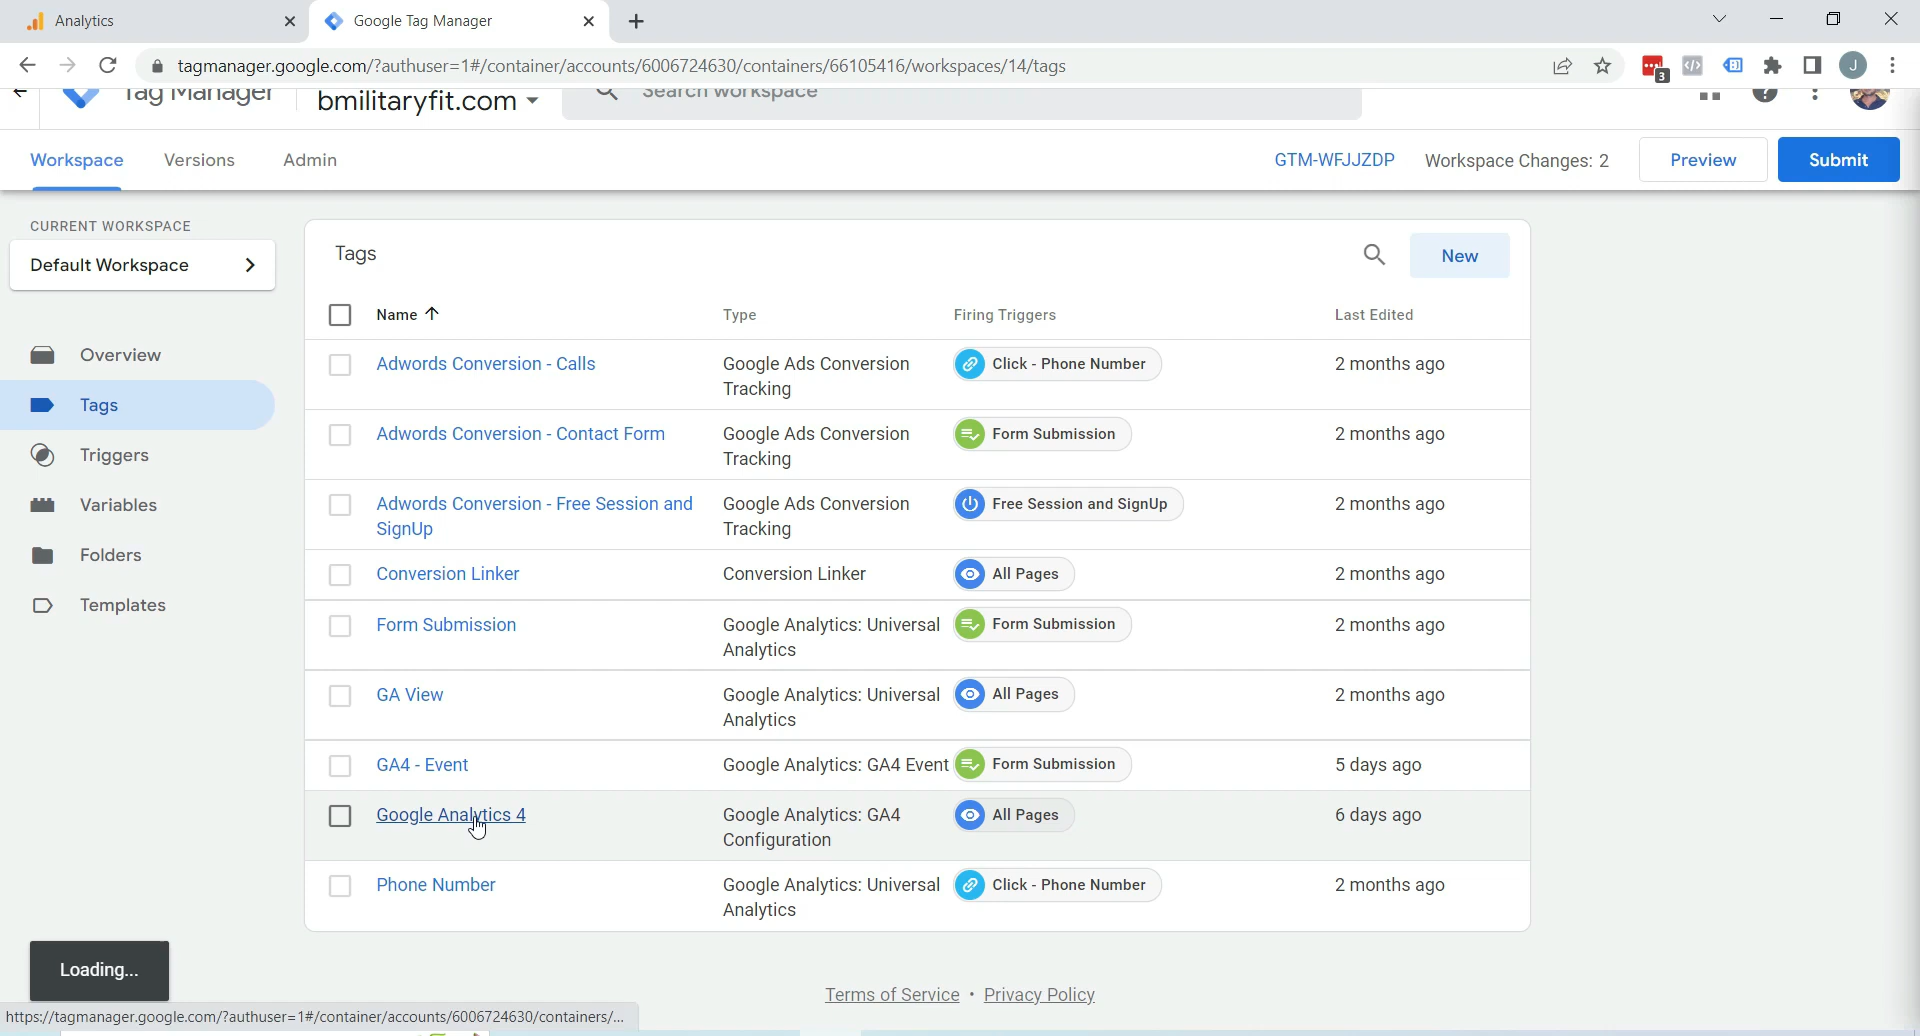 Analytics
Google Tag Manager
tagmanager.google.com/?authuser=1#/container/accounts/6006724630/containers/66105416/workspaces/14/tags
3
J
Tag Manager
bmilitaryfit.com
Search workspace
Workspace
Versions
Admin
GTM-WFJJZDP
Workspace Changes: 2
Preview
Submit
CURRENT WORKSPACE
Default Workspace
Overview
Tags
Triggers
Variables
Folders
Templates
Tags
New
Name
Type
Firing Triggers
Last Edited
Adwords Conversion - Calls
Google Ads Conversion
Tracking
Click - Phone Number
2 months ago
Adwords Conversion - Contact Form
Google Ads Conversion
Tracking
Form Submission
2 months ago
Adwords Conversion - Free Session and
SignUp
Google Ads Conversion
Tracking
Free Session and SignUp
2 months ago
Conversion Linker
Conversion Linker
All Pages
2 months ago
Form Submission
Google Analytics: Universal
Analytics
Form Submission
2 months ago
GA View
Google Analytics: Universal
Analytics
All Pages
2 months ago
GA4 - Event
Google Analytics: GA4 Event
Form Submission
5 days ago
Google Analytics 4
Google Analytics: GA4
Configuration
All Pages
6 days ago
Phone Number
Google Analytics: Universal
Analytics
Click - Phone Number
2 months ago
Loading...
Terms of Service • Privacy Policy
https://tagmanager.google.com/?authuser=1#/container/accounts/6006724630/containers/...